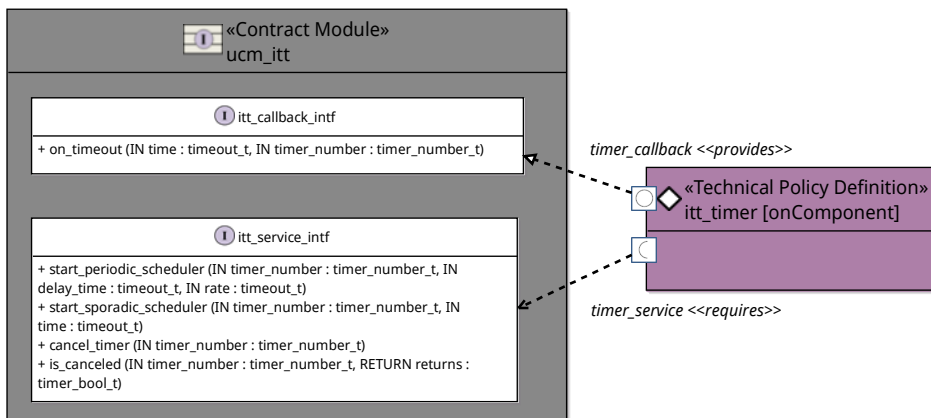 «Contract Module»
ucm_itt
itt_callback_intf
+ on_timeout (IN time : timeout_t, IN timer_number : timer_number_t)
itt_service_intf
+ start_periodic_scheduler (IN timer_number : timer_number_t, IN
delay_time : timeout_t, IN rate : timeout_t)
+ start_sporadic_scheduler (IN timer_number : timer_number_t, IN
time : timeout_t)
+ cancel_timer (IN timer_number : timer_number_t)
+ is_canceled (IN timer_number : timer_number_t, RETURN returns :
timer_bool_t)
timer_callback <<provides>>
«Technical Policy Definition»
itt_timer [onComponent]
timer_service <<requires>>